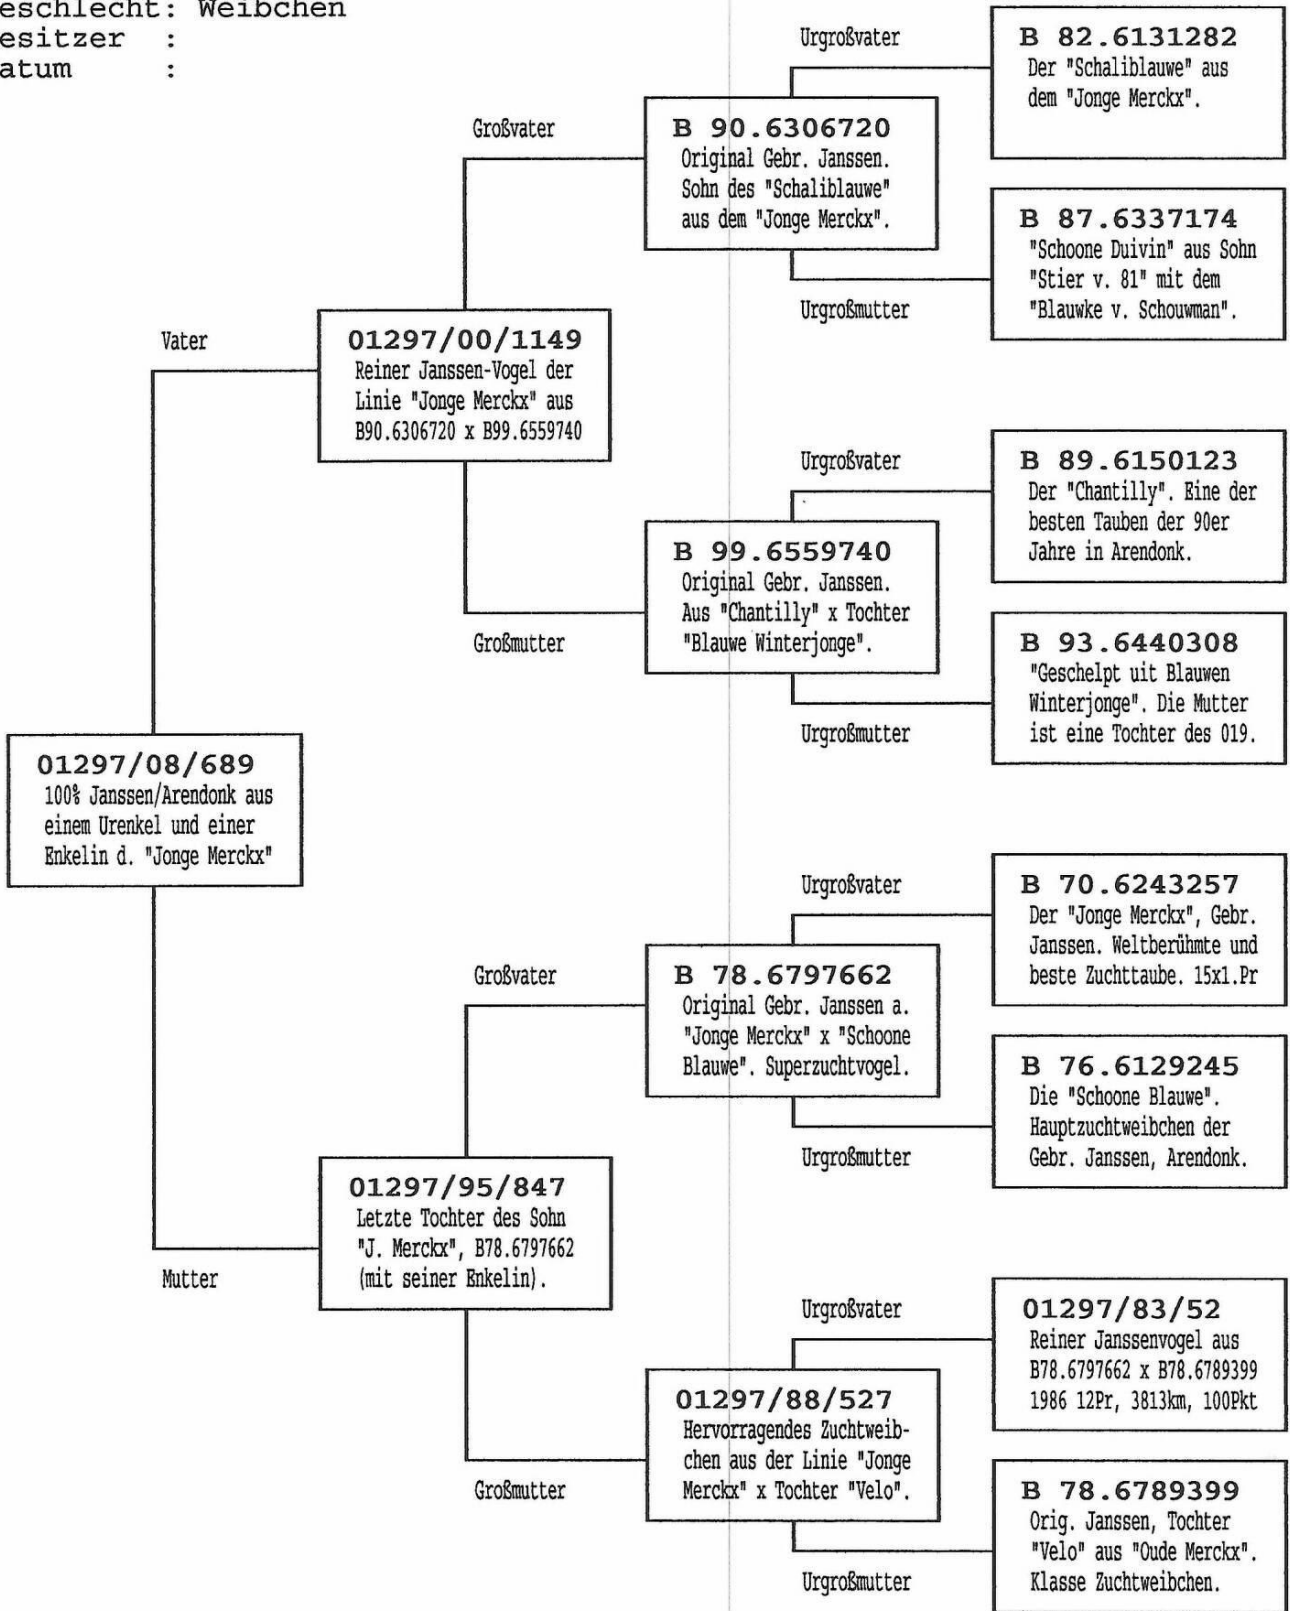 eschlecht: Weibchen
esitzer :
atum :
Urgroßvater
B 82.6131282
Der "Schaliblauwe" aus
dem "Jonge Merckx".
Großvater
B 90.6306720
Original Gebr. Janssen.
Sohn des "Schaliblauwe"
aus dem "Jonge Merckx".
B 87.6337174
"Schoone Duivin" aus Sohn
"Stier v. 81" mit dem
"Blauwke v. Schouwman".
Urgroßmutter
Vater
01297/00/1149
Reiner Janssen-Vogel der
Linie "Jonge Merckx" aus
B90.6306720 x B99.6559740
Urgroßvater
B 89.6150123
Der "Chantilly". Eine der
besten Tauben der 90er
Jahre in Arendonk.
B 99.6559740
Original Gebr. Janssen.
Aus "Chantilly" x Tochter
"Blauwe Winterjonge".
Großmutter
B 93.6440308
"Geschelpt uit Blauwen
Winterjonge". Die Mutter
ist eine Tochter des 019.
Urgroßmutter
01297/08/689
100% Janssen/Arendonk aus
einem Urenkel und einer
Enkelin d. "Jonge Merckx"
Urgroßvater
B 70.6243257
Der "Jonge Merckx", Gebr.
Janssen. Weltberühmte und
beste Zuchttaube. 15x1.Pr
Großvater
B 78.6797662
Original Gebr. Janssen a.
"Jonge Merckx" x "Schoone
Blauwe". Superzuchtvogel.
B 76.6129245
Die "Schoone Blauwe".
Hauptzuchtweibchen der
Gebr. Janssen, Arendonk.
Urgroßmutter
01297/95/847
Letzte Tochter des Sohn
"J. Merckx", B78.6797662
(mit seiner Enkelin).
Mutter
Urgroßvater
01297/83/52
Reiner Janssenvogel aus
B78.6797662 x B78.6789399
1986 12Pr, 3813km, 100Pkt
01297/88/527
Hervorragendes Zuchtweib-
chen aus der Linie "Jonge
Merckx" x Tochter "Velo".
Großmutter
B 78.6789399
Orig. Janssen, Tochter
"Velo" aus "Oude Merckx".
Klasse Zuchtweibchen.
Urgroßmutter